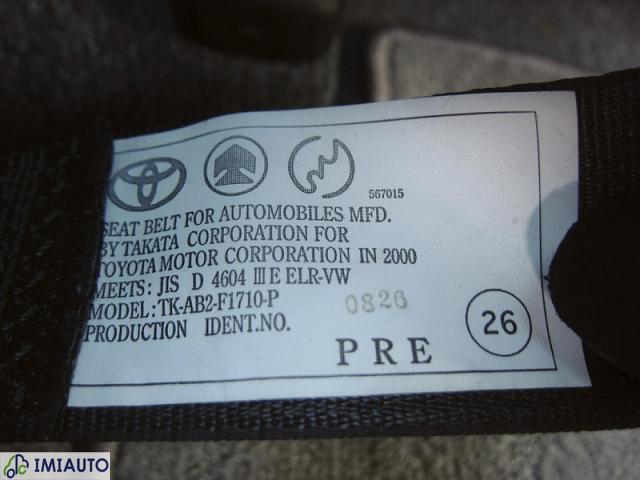 567015
SEAT BELT FOR AUTOMOBILES MFD.
BY TAKATA CORPORATION FOR
TOYOTA MOTOR CORPORATION IN 2000
MEETS: JIS D 4604 III E ELR-VW
MODEL: TK-AB2-F1710-P
PRODUCTION IDENT.NO. 0826
PRE
26
IMIAUTO